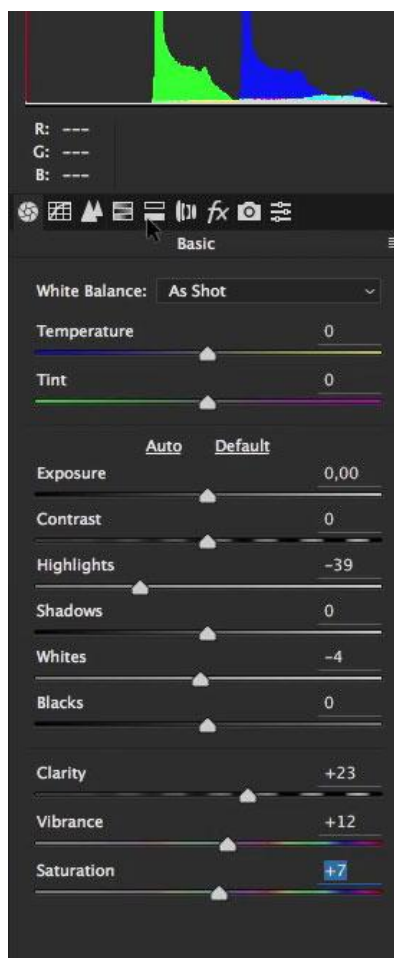 R: ---
G: ---
B: ---
fx
Basic
White Balance: As Shot
Temperature 0
Tint 0
Auto Default
Exposure 0,00
Contrast 0
Highlights -39
Shadows 0
Whites -4
Blacks 0
Clarity +23
Vibrance +12
Saturation +7